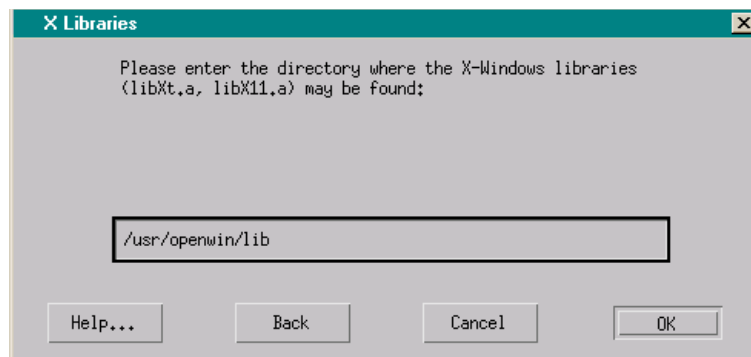 X Libraries
Please enter the directory where the X-Windows libraries
(libXt.a, libX11.a) may be found:
/usr/openwin/lib
Help... Back Cancel OK